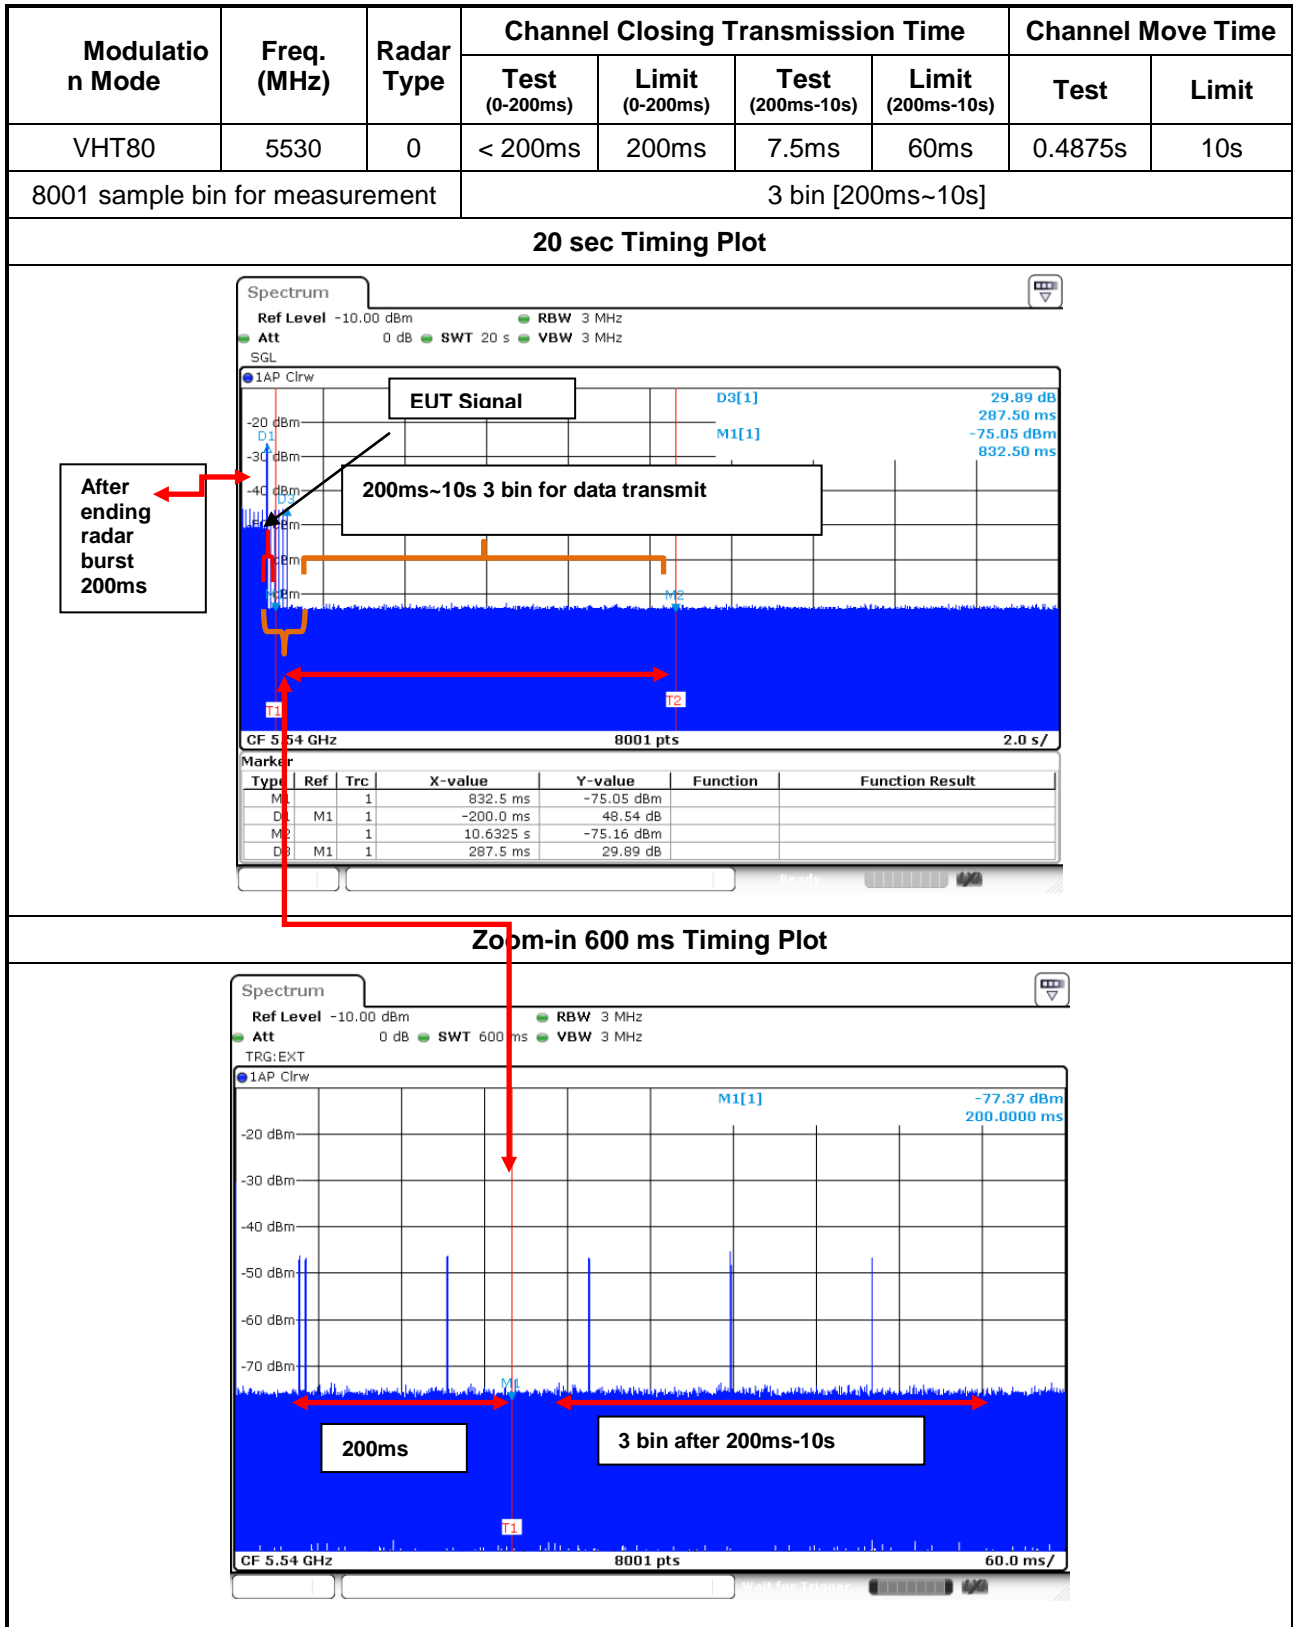 Modulatio
n Mode
Freq.
(MHz)
Radar
Type
Channel Closing Transmission Time
Channel Move Time
Test
(0-200ms)
Limit
(0-200ms)
Test
(200ms-10s)
Limit
(200ms-10s)
Test
Limit
VHT80 5530 0 < 200ms 200ms 7.5ms 60ms 0.4875s 10s
8001 sample bin for measurement 3 bin [200ms~10s]
20 sec Timing Plot
Spectrum
Ref Level -10.00 dBm RBW 3 MHz
Att 0 dB SWT 20 s VBW 3 MHz
SGL
1AP Clrw
EUT Signal
D3[1] 29.89 dB
287.50 ms
M1[1] -75.05 dBm
832.50 ms
-20 dBm
D1
-30 dBm
200ms~10s 3 bin for data transmit
-40 dBm
D3
After
ending
radar
burst
200ms
M2
T1
T2
CF 5.54 GHz 8001 pts 2.0 s/
Marker
Type Ref Trc X-value Y-value Function Function Result
M1 1 832.5 ms -75.05 dBm
D1 M1 1 -200.0 ms 48.54 dB
M2 1 10.6325 s -75.16 dBm
D3 M1 1 287.5 ms 29.89 dB
Ready
Zoom-in 600 ms Timing Plot
Spectrum
Ref Level -10.00 dBm RBW 3 MHz
Att 0 dB SWT 600 ms VBW 3 MHz
TRG:EXT
1AP Clrw
M1[1] -77.37 dBm
200.0000 ms
-20 dBm
-30 dBm
-40 dBm
-50 dBm
-60 dBm
-70 dBm
M1
200ms
3 bin after 200ms-10s
T1
CF 5.54 GHz 8001 pts 60.0 ms/
Wait for Trigger